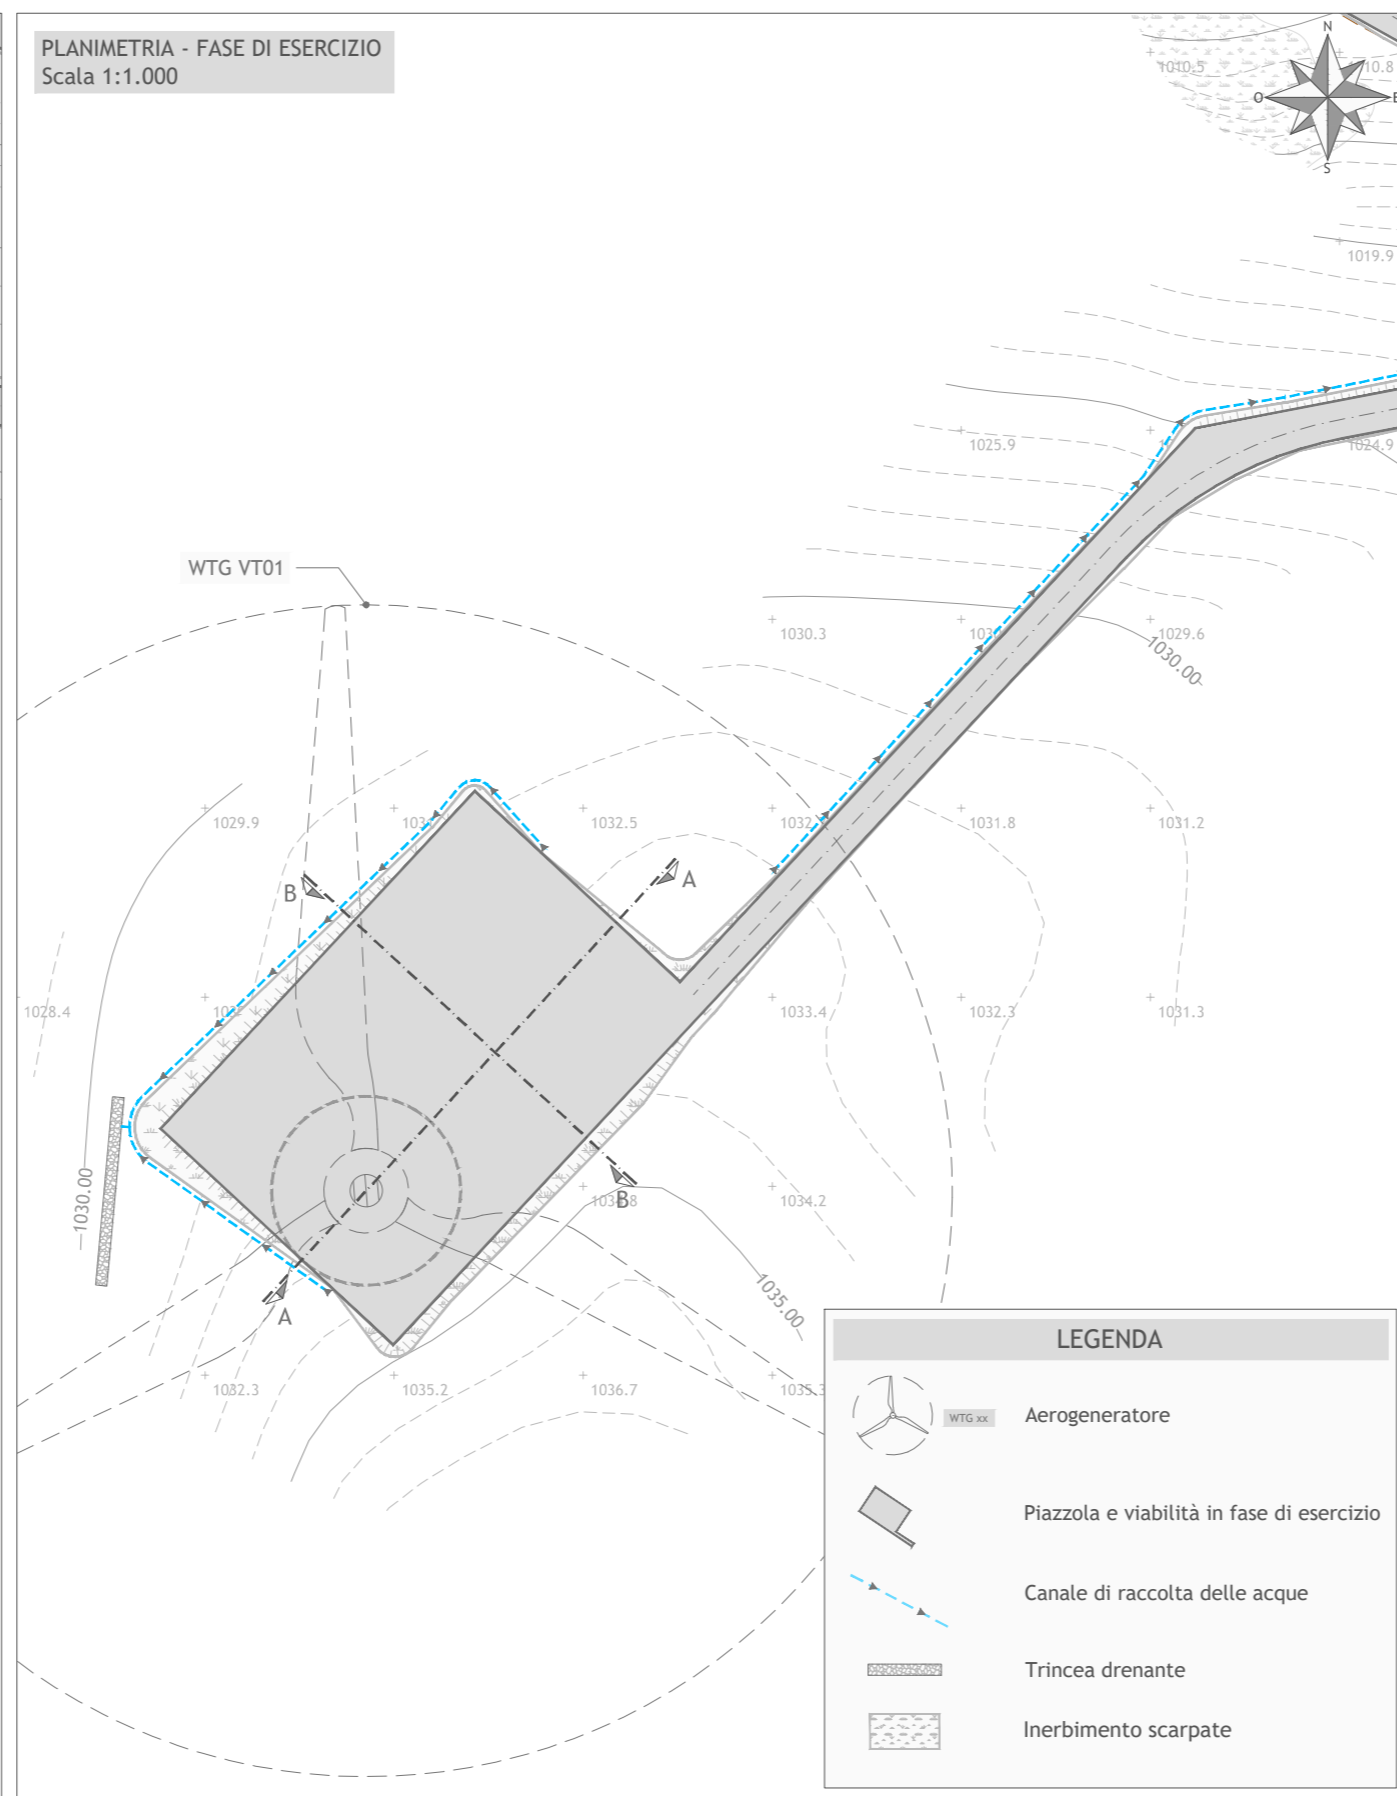 PLANIMETRIA - FASE DI ESERCIZIO
Scala 1:1.000
N
O
E
S
1010.5
1019.9
1025.9
1024.9
WTG VT01
1030.3
1029.6
1030.00
1029.9
1032.5
1031.8
1031.2
A
B
1028.4
1033.4
1032.3
1031.3
1030.00
1034.2
B
A
1035.00
1032.3
1035.2
1036.7
1035.3
LEGENDA
WTG xx
Aerogeneratore
Piazzola e viabilità in fase di esercizio
Canale di raccolta delle acque
Trincea drenante
Inerbimento scarpate